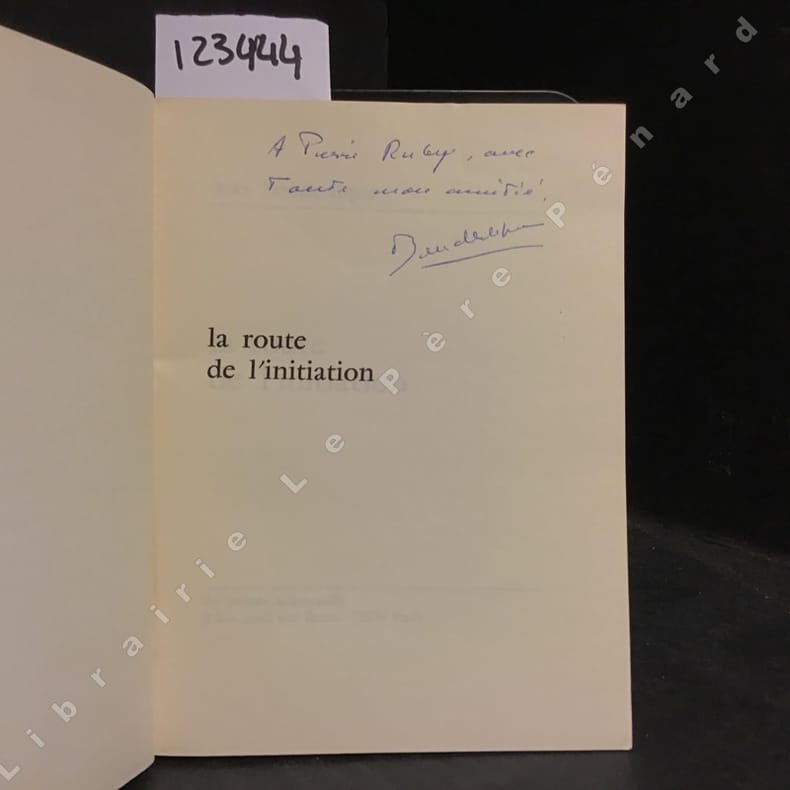 123444
A Pierre Ruby, avec
Toute mon amitié.
la route
de l'initiation
Librairie Le Père Pénard